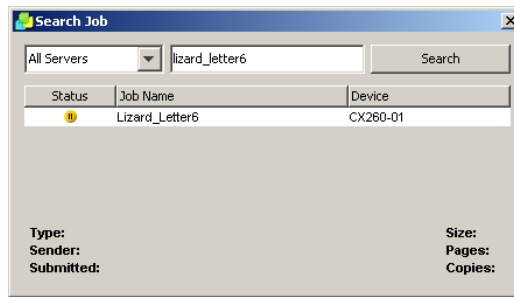 Search Job
All Servers lizard_letter6 Search
Status Job Name Device
Lizard_Letter6 CX260-01
Type: Size:
Sender: Pages:
Submitted: Copies: